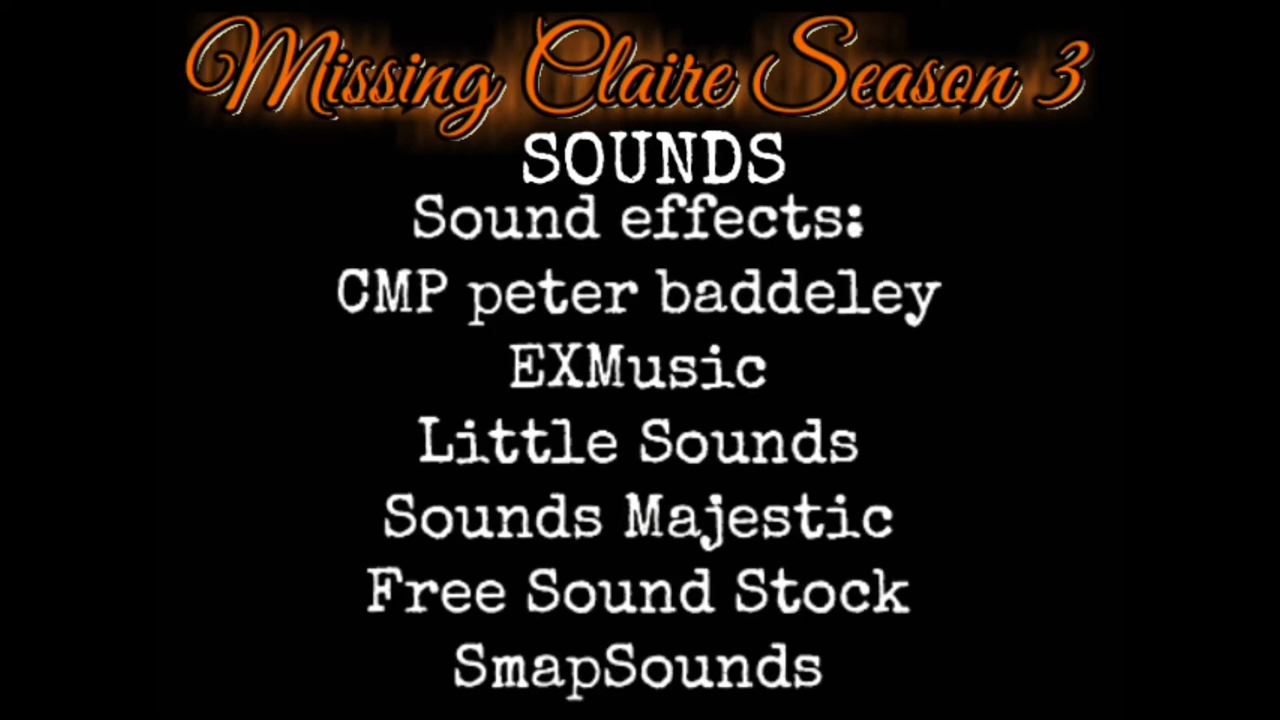 Missing Claire Season 3
SOUNDS
Sound effects:
CMP peter baddeley
EXMusic
Little Sounds
Sounds Majestic
Free Sound Stock
SmapSounds